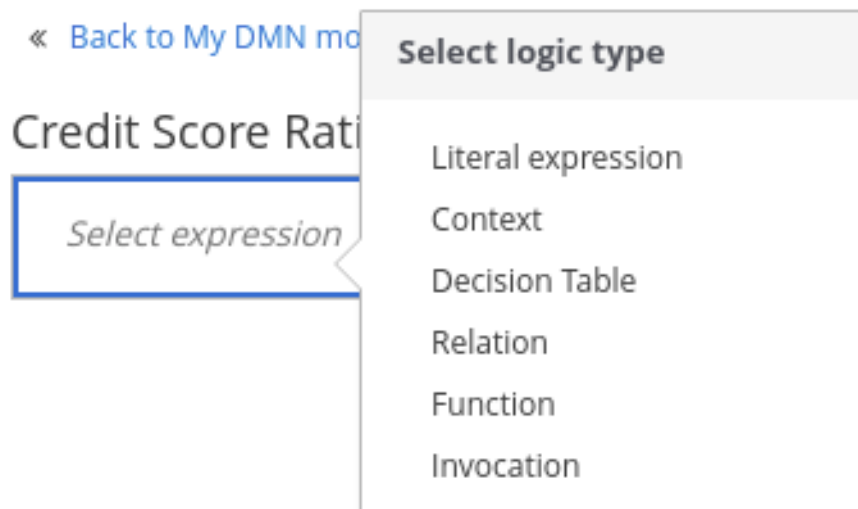 « Back to My DMN mo
Select logic type
Credit Score Rati
Select expression
Literal expression
Context
Decision Table
Relation
Function
Invocation